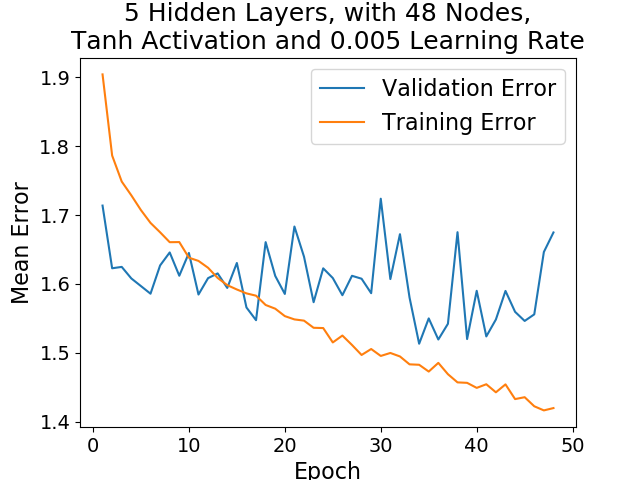 5 Hidden Layers, with 48 Nodes,
Tanh Activation and 0.005 Learning Rate
Validation Error
Training Error
Mean Error
1.9
1.8
1.7
1.6
1.5
1.4
0
10
20
30
40
50
Epoch